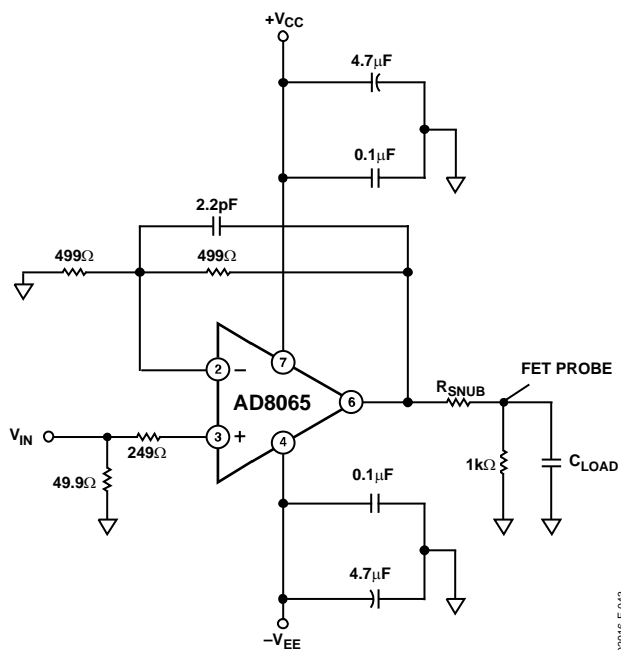 +VCC
4.7µF
0.1µF
2.2pF
499Ω
499Ω
7
2
−
AD8065
6
RSNUB
FET PROBE
VIN
249Ω
3
+
4
49.9Ω
1kΩ
CLOAD
0.1µF
4.7µF
−VEE